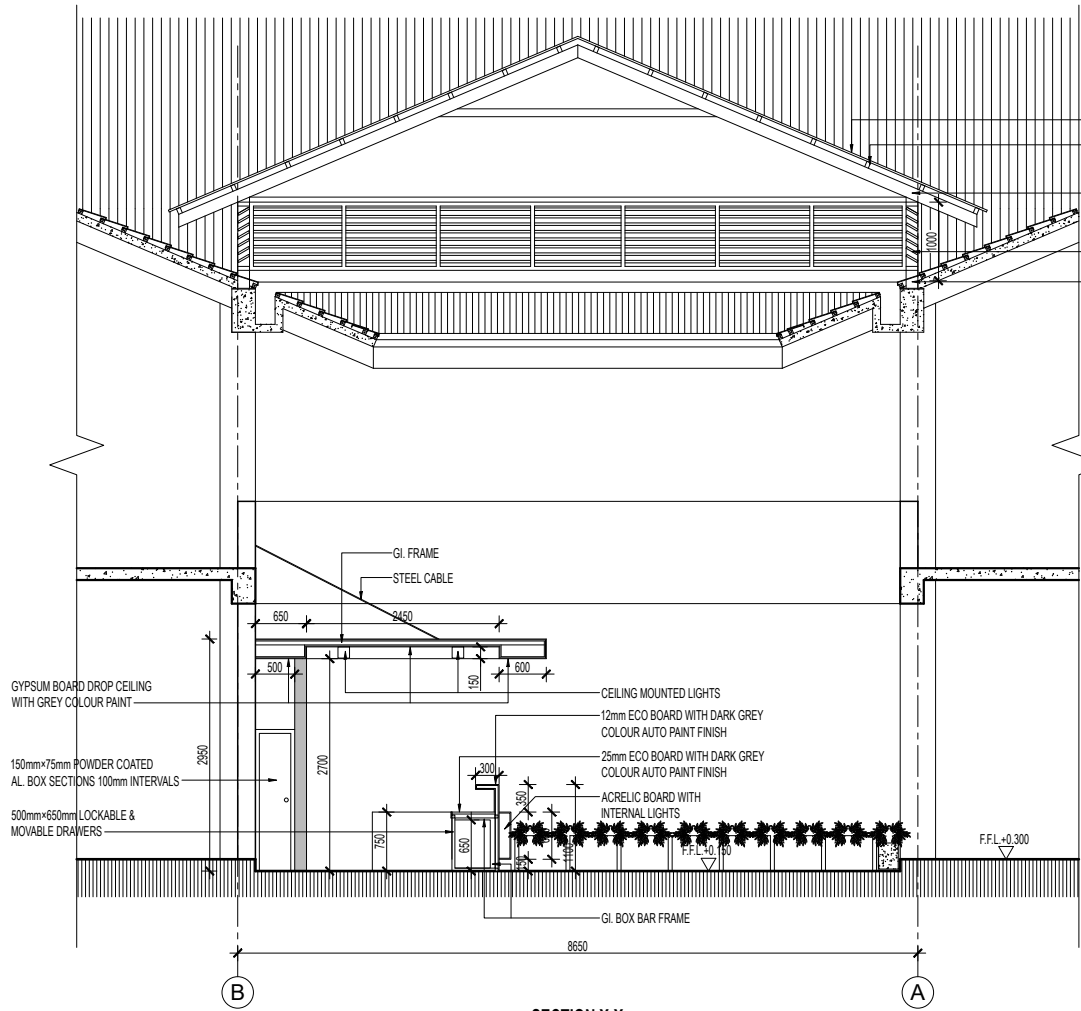 1000
GI. FRAME
STEEL CABLE
650
2450
500
150
600
GYPSUM BOARD DROP CEILING
WITH GREY COLOUR PAINT
CEILING MOUNTED LIGHTS
12mm ECO BOARD WITH DARK GREY
COLOUR AUTO PAINT FINISH
2950
2700
150mm×75mm POWDER COATED
AL. BOX SECTIONS 100mm INTERVALS
25mm ECO BOARD WITH DARK GREY
COLOUR AUTO PAINT FINISH
300
350
ACRELIC BOARD WITH
INTERNAL LIGHTS
500mm×650mm LOCKABLE &
MOVABLE DRAWERS
750
650
1100
F.F.L.+0.150
F.F.L.+0.300
GI. BOX BAR FRAME
8650
B
A